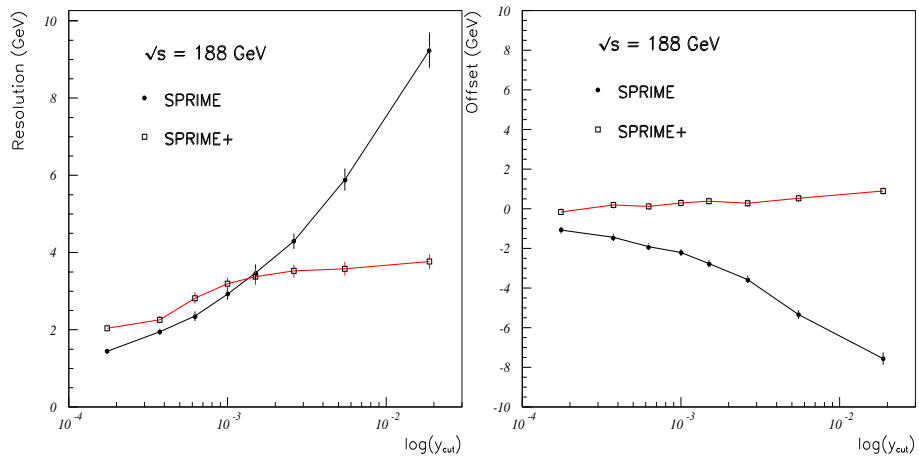 Resolution (GeV)
10
8
6
4
2
0
√s = 188 GeV
SPRIME
SPRIME+
10⁻⁴
10⁻³
10⁻²
log(y_cut)
Offset (GeV)
10
8
6
4
2
0
-2
-4
-6
-8
-10
√s = 188 GeV
SPRIME
SPRIME+
10⁻⁴
10⁻³
10⁻²
log(y_cut)